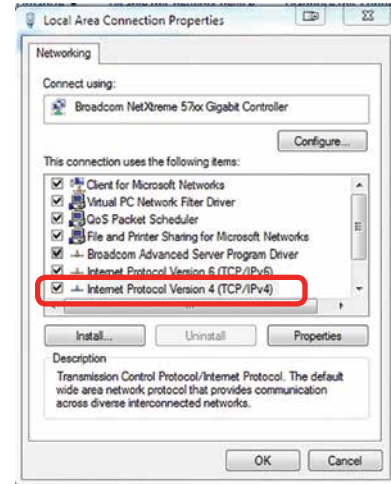 Local Area Connection Properties
Networking
Connect using:
Broadcom NetXtreme 57xx Gigabit Controller
Configure...
This connection uses the following items:
Client for Microsoft Networks
Virtual PC Network Filter Driver
QoS Packet Scheduler
File and Printer Sharing for Microsoft Networks
Broadcom Advanced Server Program Driver
Internet Protocol Version 6 (TCP/IPv6)
Internet Protocol Version 4 (TCP/IPv4)
Install...
Uninstall
Properties
Description
Transmission Control Protocol/Internet Protocol. The default
wide area network protocol that provides communication
across diverse interconnected networks.
OK
Cancel